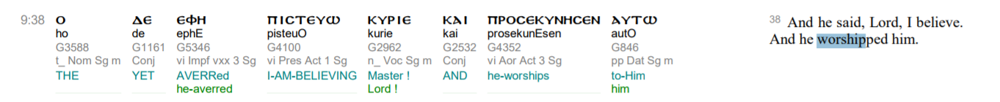 9:38 Ο ΔΕ ΕΦΗ ΠΙCΤΕΥω ΚΥΡΙΕ ΚΑΙ ΠΡΟCΕΚΥΝΗCΕΝ ΑΥΤω
ho de ephE pisteuO kurie kai prosekunEsen autO
G3588 G1161 G5346 G4100 G2962 G2532 G4352 G846
t_ Nom Sg m Conj vi Impf vxx 3 Sg vi Pres Act 1 Sg n_ Voc Sg m Conj vi Aor Act 3 Sg pp Dat Sg m
THE YET AVERRed I-AM-BELIEVING Master ! AND he-worships to-Him
he-averred Lord ! him
38 And he said, Lord, I believe.
And he worshipped him.